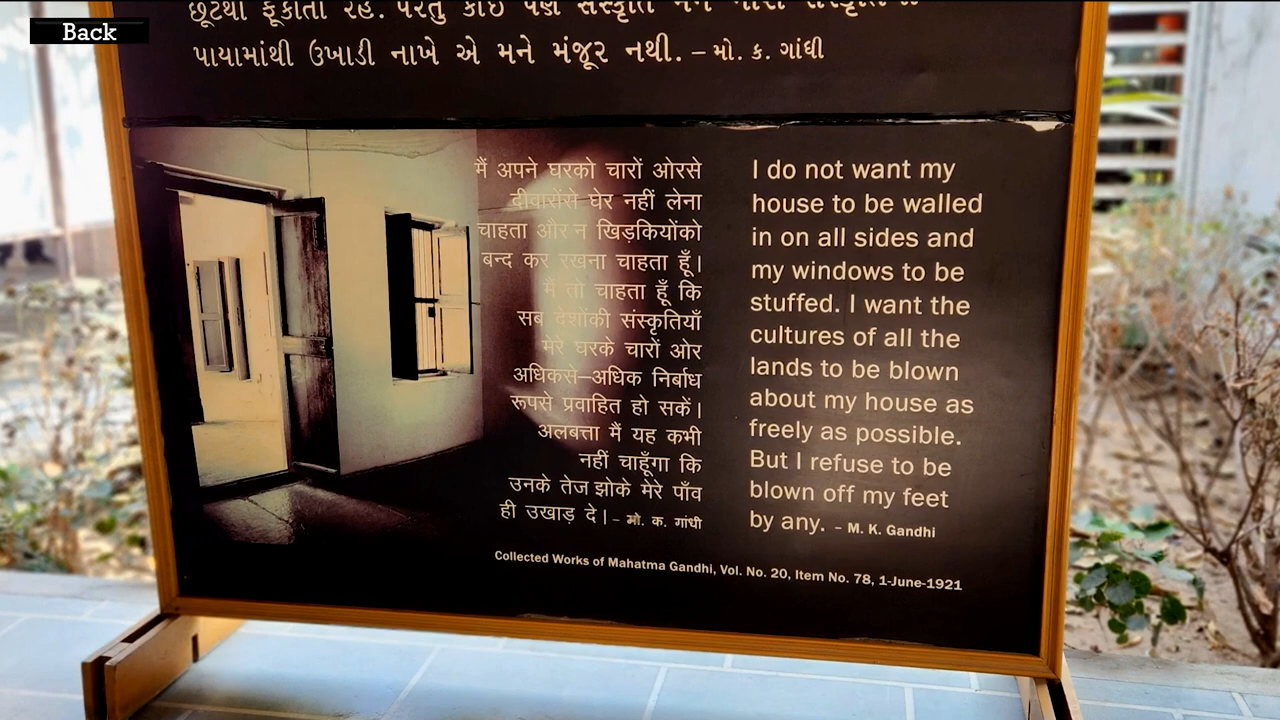 Back
પાયામાંથી ઉખાડી નાખે એ મને મંજૂર નથી. – મો. ક. ગાંધી
मैं अपने घरको चारों ओरसे
दीवारोंसे घेर नहीं लेना
चाहता और न खिड़कियोंको
बन्द कर रखना चाहता हूँ।
मैं तो चाहता हूँ कि
सब देशोंकी संस्कृतियाँ
मेरे घरके चारों ओर
अधिकसे–अधिक निर्बाध
रूपसे प्रवाहित हो सकें।
अलबत्ता मैं यह कभी
नहीं चाहूँगा कि
उनके तेज झोके मेरे पाँव
ही उखाड़ दे। – मो. क. गांधी
I do not want my
house to be walled
in on all sides and
my windows to be
stuffed. I want the
cultures of all the
lands to be blown
about my house as
freely as possible.
But I refuse to be
blown off my feet
by any. – M. K. Gandhi
Collected Works of Mahatma Gandhi, Vol. No. 20, Item No. 78, 1-June-1921